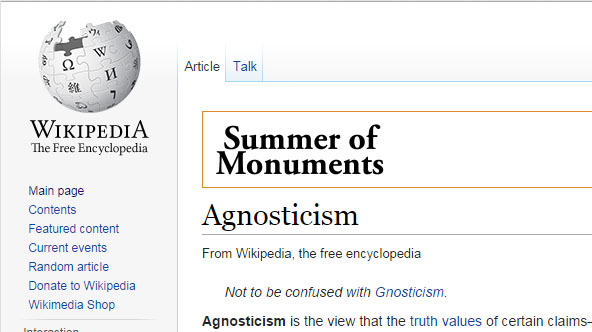 WIKIPEDIA
The Free Encyclopedia
Main page
Contents
Featured content
Current events
Random article
Donate to Wikipedia
Wikimedia Shop
Article Talk
Summer of
Monuments
Agnosticism
From Wikipedia, the free encyclopedia
Not to be confused with Gnosticism.
Agnosticism is the view that the truth values of certain claims–